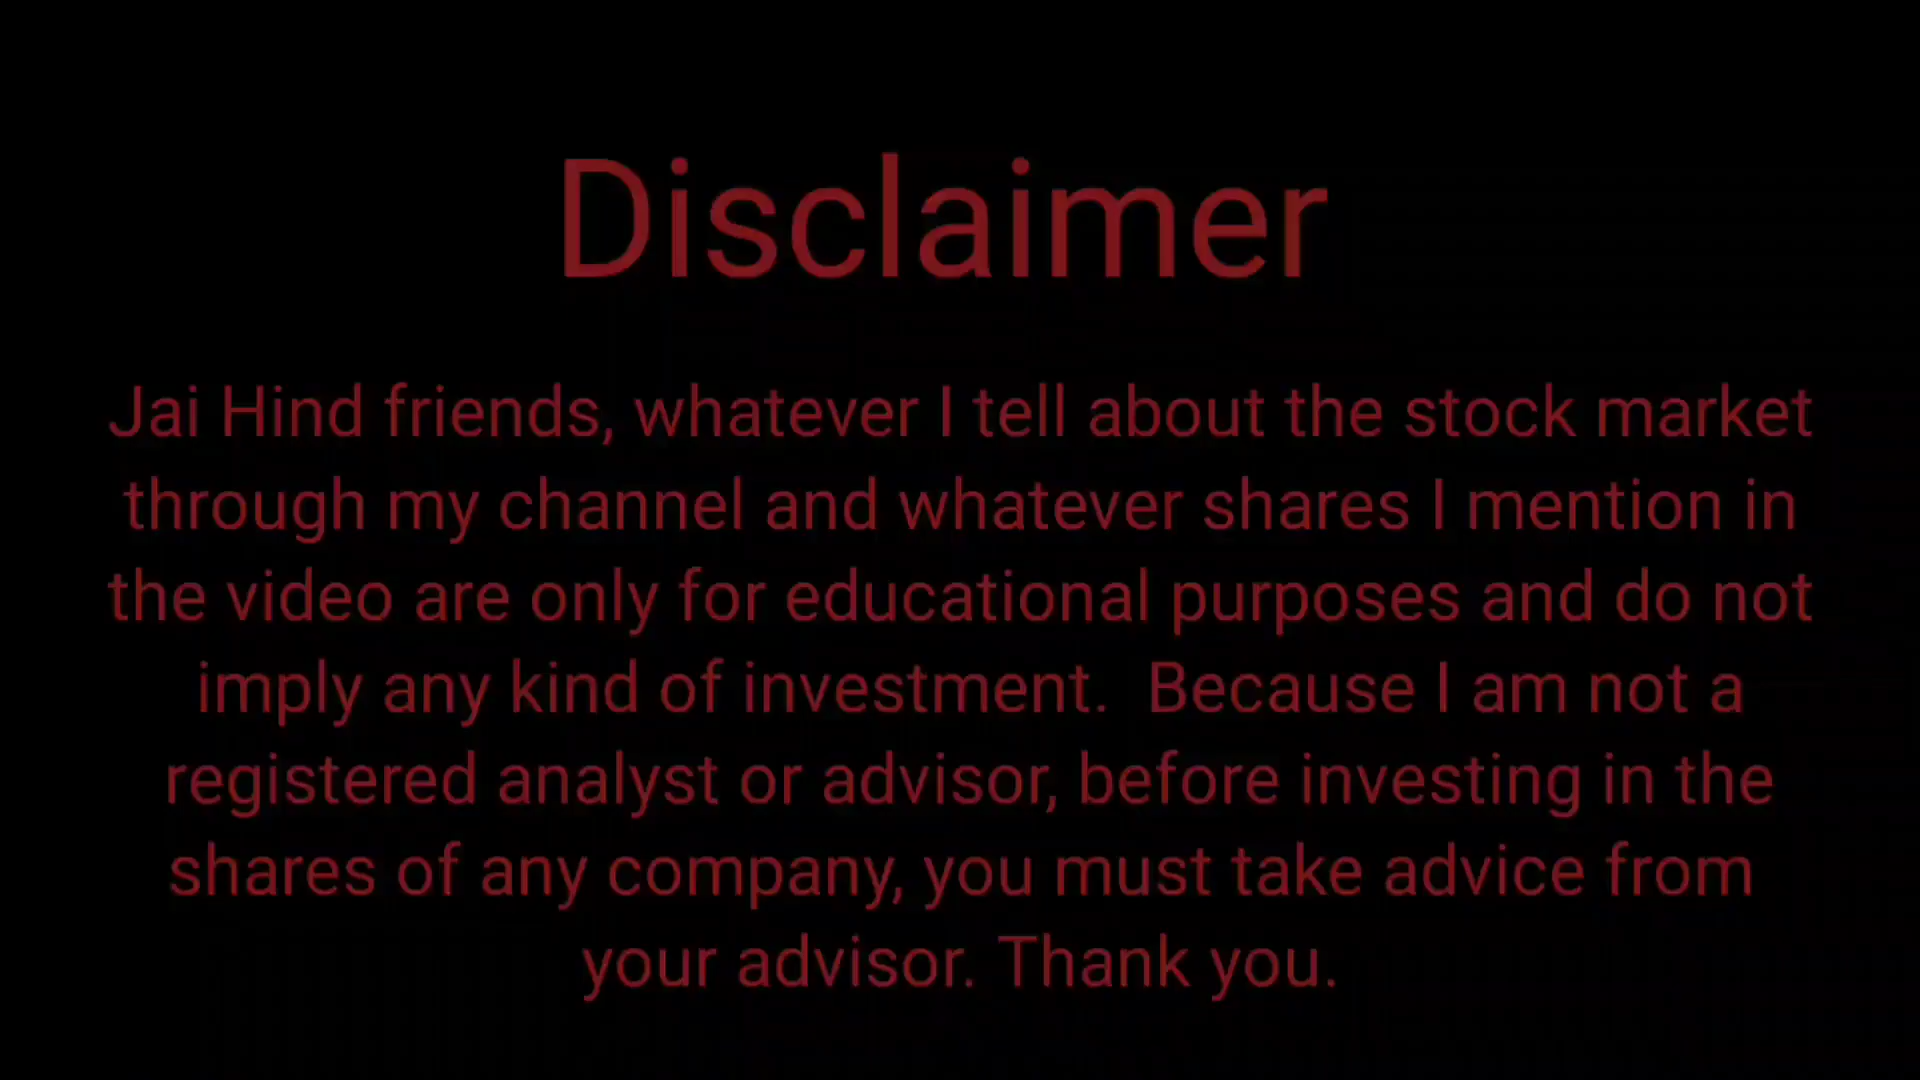 Disclaimer
Jai Hind friends, whatever I tell about the stock market
through my channel and whatever shares I mention in
the video are only for educational purposes and do not
imply any kind of investment.  Because I am not a
registered analyst or advisor, before investing in the
shares of any company, you must take advice from
your advisor. Thank you.